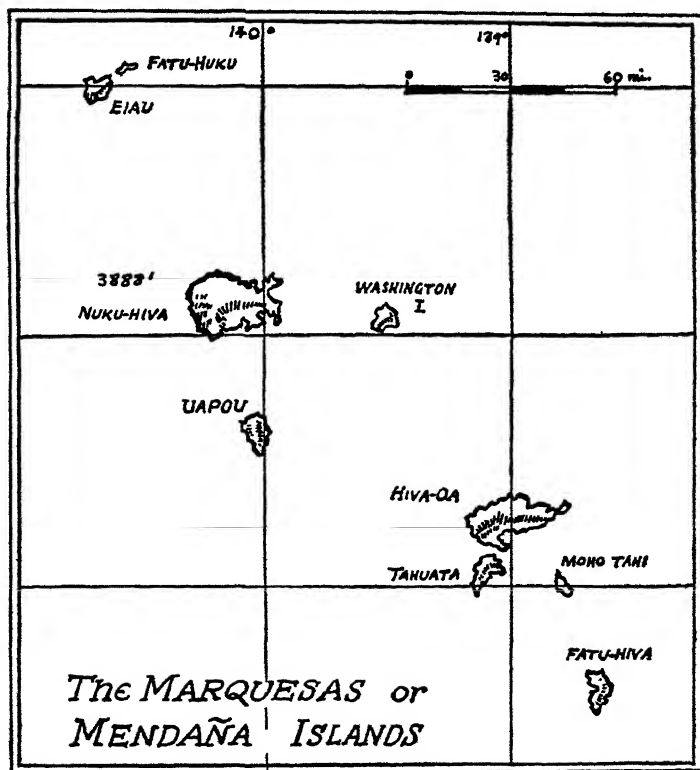 140°
139°
FATU-HUKU
EIAU
0 30 60 mi.
3888'
NUKU-HIVA
WASHINGTON
I
UAPOU
HIVA-OA
TAHUATA
MOHO TANI
FATU-HIVA
The MARQUESAS or
MENDAÑA ISLANDS